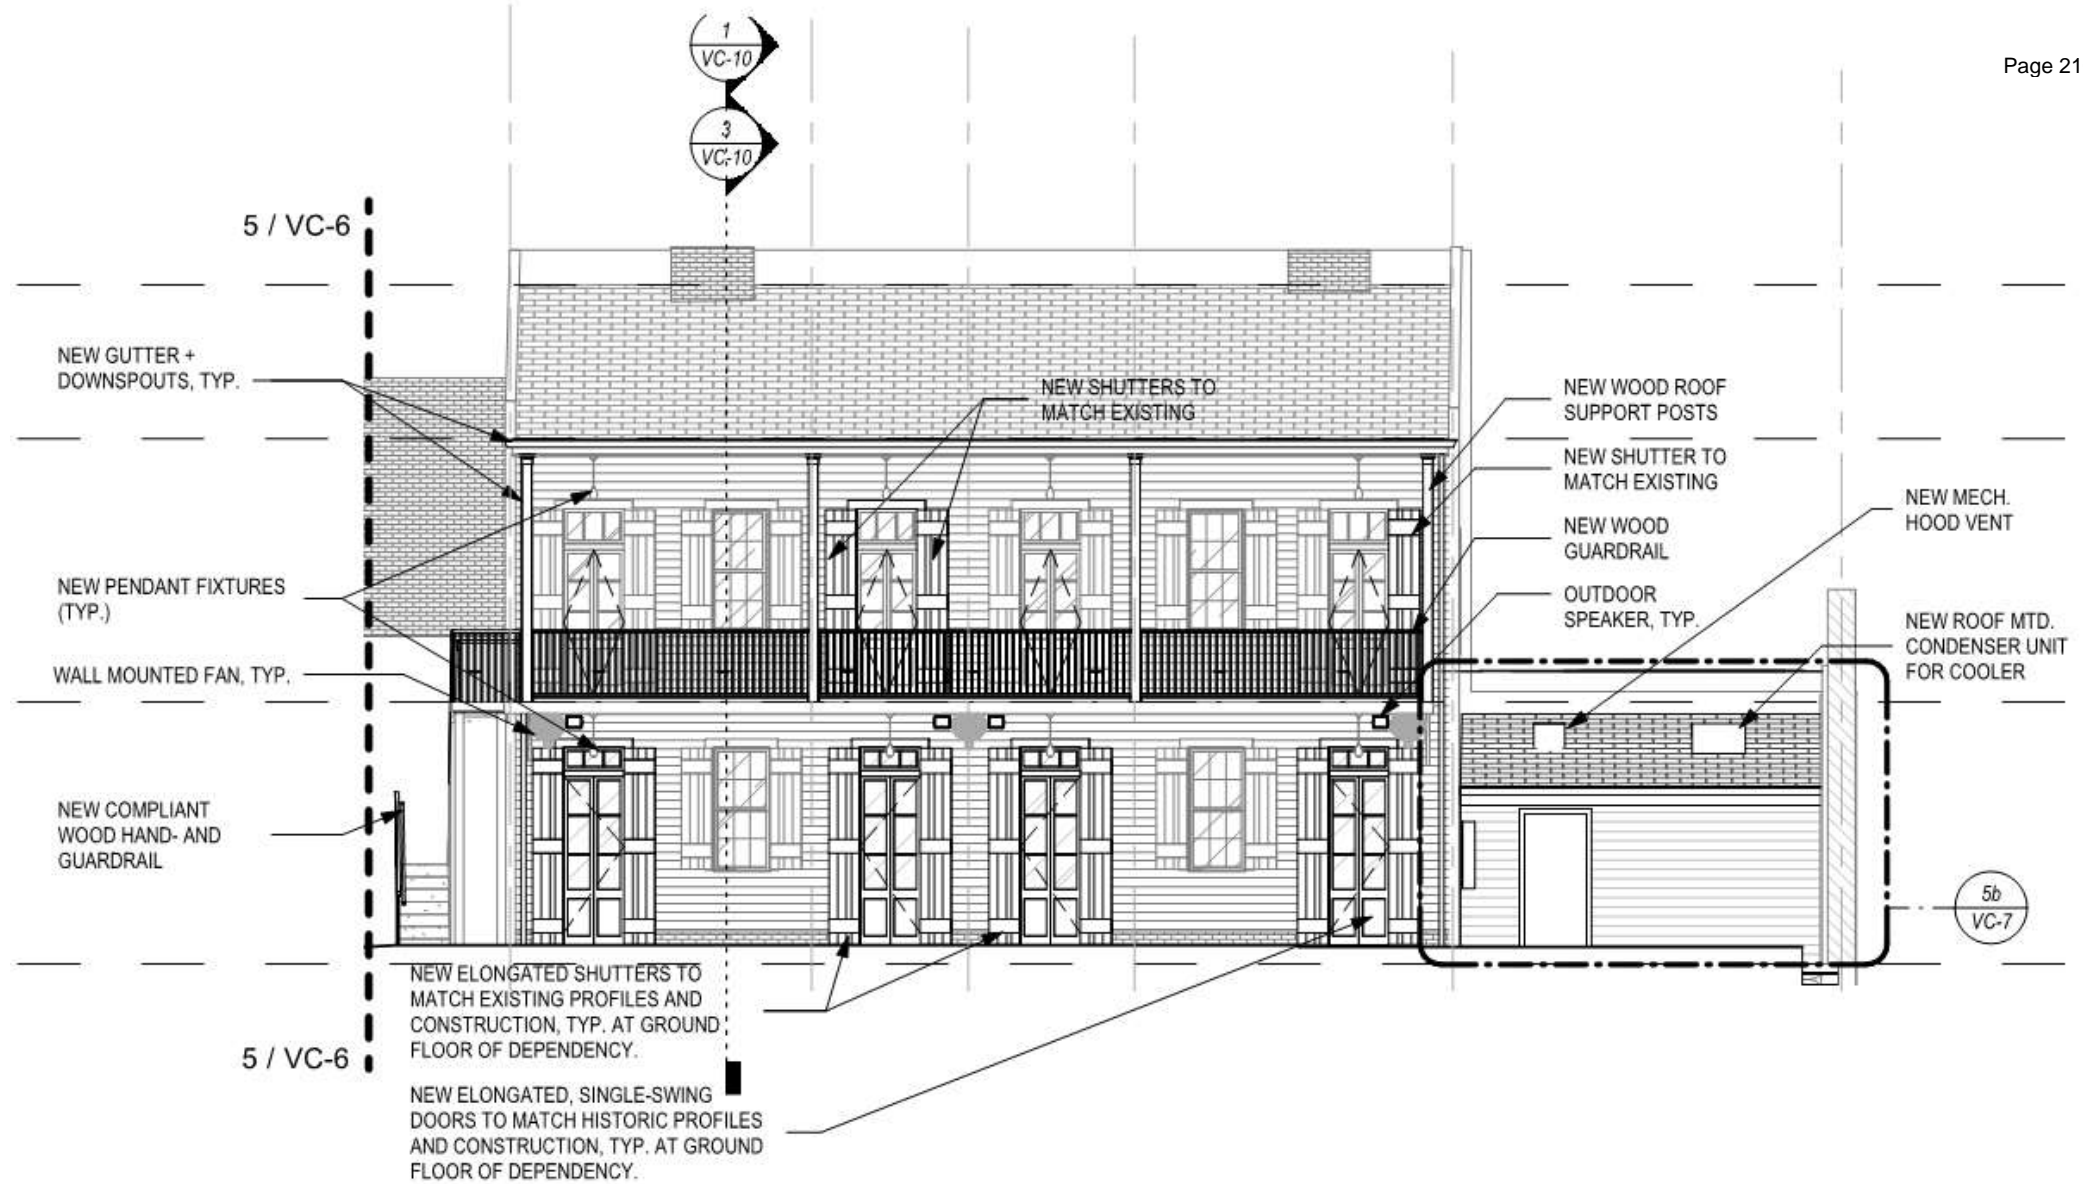 Page 21
1
VC-10
3
VC-10
5 / VC-6
NEW GUTTER +
DOWNSPOUTS, TYP.
NEW SHUTTERS TO
MATCH EXISTING
NEW WOOD ROOF
SUPPORT POSTS
NEW SHUTTER TO
MATCH EXISTING
NEW MECH.
HOOD VENT
NEW WOOD
GUARDRAIL
NEW PENDANT FIXTURES
(TYP.)
OUTDOOR
SPEAKER, TYP.
NEW ROOF MTD.
CONDENSER UNIT
FOR COOLER
WALL MOUNTED FAN, TYP.
NEW COMPLIANT
WOOD HAND- AND
GUARDRAIL
5b
VC-7
NEW ELONGATED SHUTTERS TO
MATCH EXISTING PROFILES AND
CONSTRUCTION, TYP. AT GROUND
FLOOR OF DEPENDENCY.
5 / VC-6
NEW ELONGATED, SINGLE-SWING
DOORS TO MATCH HISTORIC PROFILES
AND CONSTRUCTION, TYP. AT GROUND
FLOOR OF DEPENDENCY.